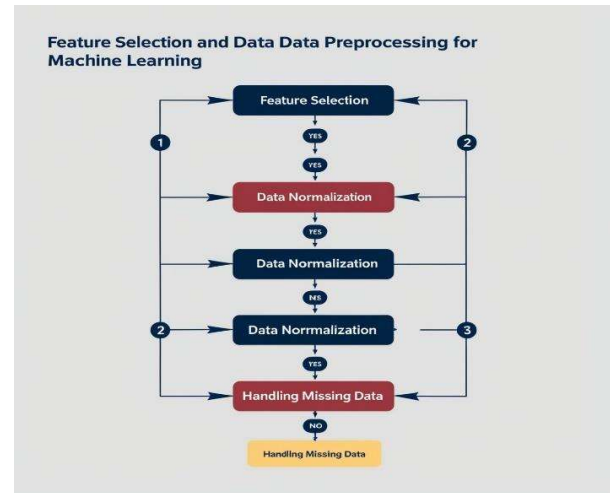 Feature Selection and Data Data Preprocessing for
Machine Learning
Feature Selection
1
YES
2
YES
Data Normalization
YES
Data Normalization
2
Data Norrmalization
3
YES
Handling Missing Data
NO
Handling Missing Data